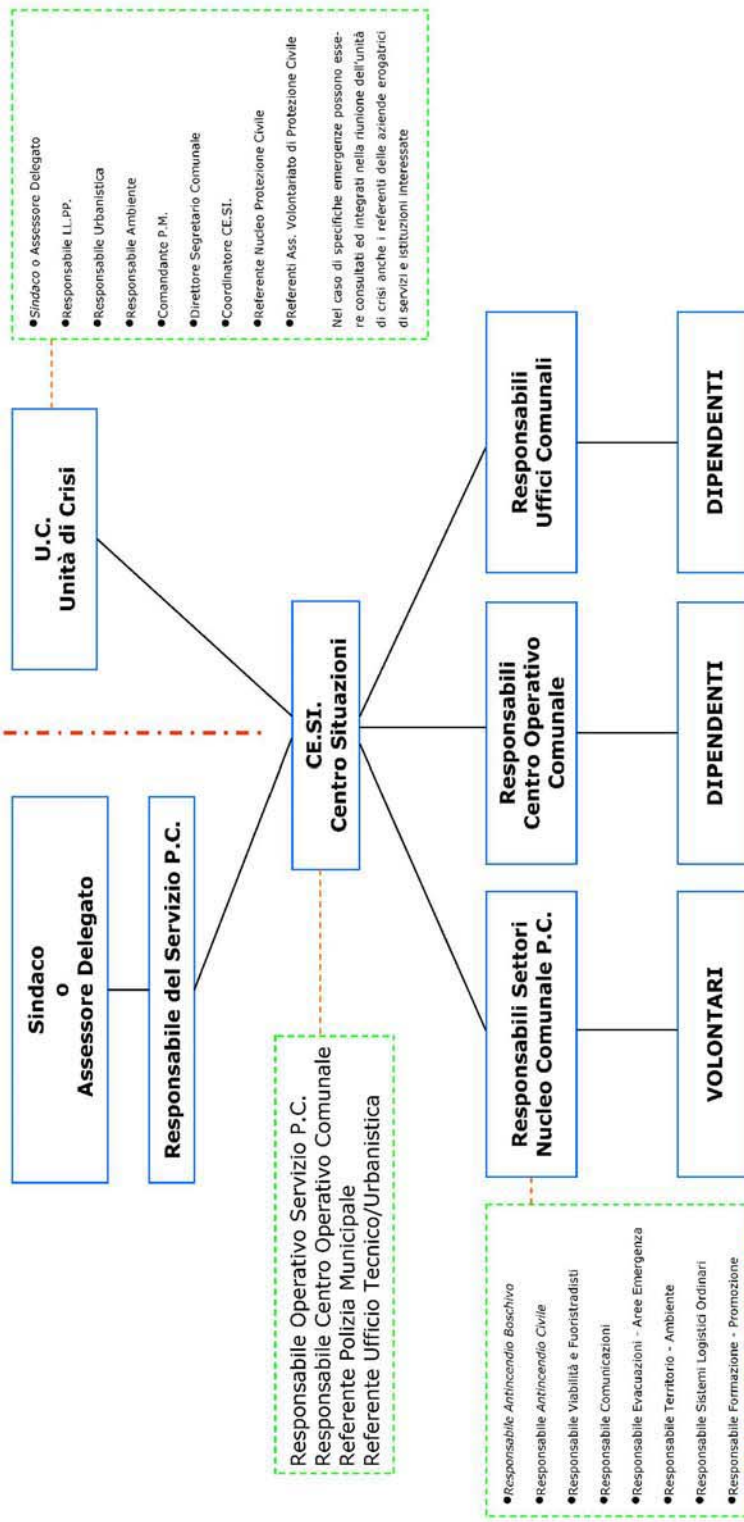 Sindaco
o
Assessore Delegato
Responsabile del Servizio P.C.
U.C.
Unità di Crisi
●Sindaco o Assessore Delegato
●Responsabile LL.PP.
●Responsabile Urbanistica
●Responsabile Ambiente
●Comandante P.M.
●Direttore Segretario Comunale
●Coordinatore CE.SI.
●Referente Nucleo Protezione Civile
●Referenti Ass. Volontariato di Protezione Civile
Nel caso di specifiche emergenze possono esse-
re consultati ed integrati nella riunione dell'unità
di crisi anche i referenti delle aziende erogatrici
di servizi e istituzioni interessate
Responsabile Operativo Servizio P.C.
Responsabile Centro Operativo Comunale
Referente Polizia Municipale
Referente Ufficio Tecnico/Urbanistica
CE.SI.
Centro Situazioni
●Responsabile Antincendio Boschivo
●Responsabile Antincendio Civile
●Responsabile Viabilità e Fuoristradisti
●Responsabile Comunicazioni
●Responsabile Evacuazioni - Aree Emergenza
●Responsabile Territorio - Ambiente
●Responsabile Sistemi Logistici Ordinari
●Responsabile Formazione - Promozione
Responsabili Settori
Nucleo Comunale P.C.
Responsabili
Centro Operativo
Comunale
Responsabili
Uffici Comunali
VOLONTARI
DIPENDENTI
DIPENDENTI